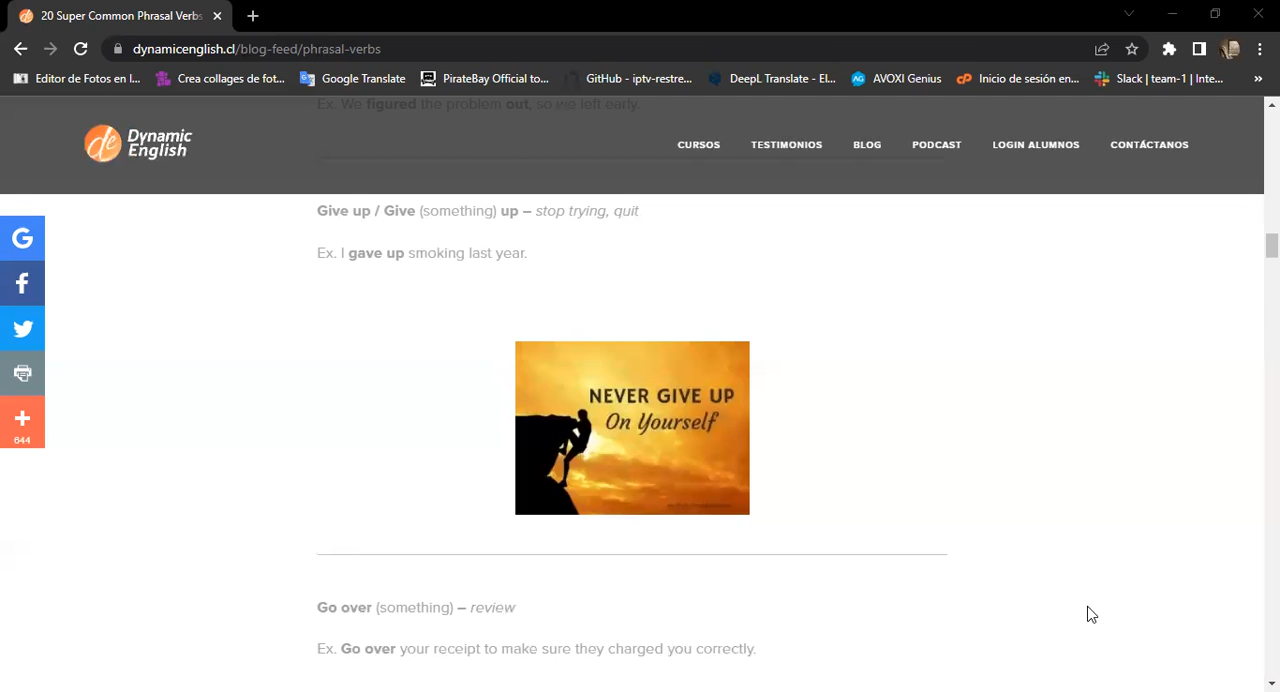 20 Super Common Phrasal Verbs
dynamicenglish.cl/blog-feed/phrasal-verbs
Editor de Fotos en l... Crea collages de fot... Google Translate PirateBay Official to... GitHub - iptv-restre... DeepL Translate - El... AG AVOXI Genius cP Inicio de sesión en... Slack | team-1 | Inte... »
Ex. We figured the problem out, so we left early.
de Dynamic English
CURSOS TESTIMONIOS BLOG PODCAST LOGIN ALUMNOS CONTÁCTANOS
Give up / Give (something) up – stop trying, quit
Ex. I gave up smoking last year.
NEVER GIVE UP
On Yourself
644
Go over (something) – review
Ex. Go over your receipt to make sure they charged you correctly.